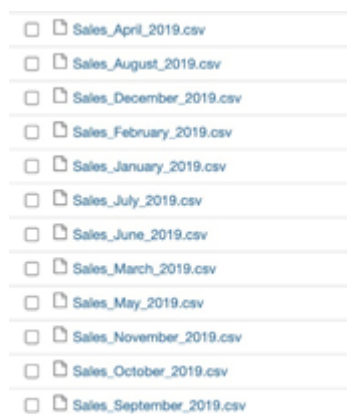 Sales_April_2019.csv
Sales_August_2019.csv
Sales_December_2019.csv
Sales_February_2019.csv
Sales_January_2019.csv
Sales_July_2019.csv
Sales_June_2019.csv
Sales_March_2019.csv
Sales_May_2019.csv
Sales_November_2019.csv
Sales_October_2019.csv
Sales_September_2019.csv